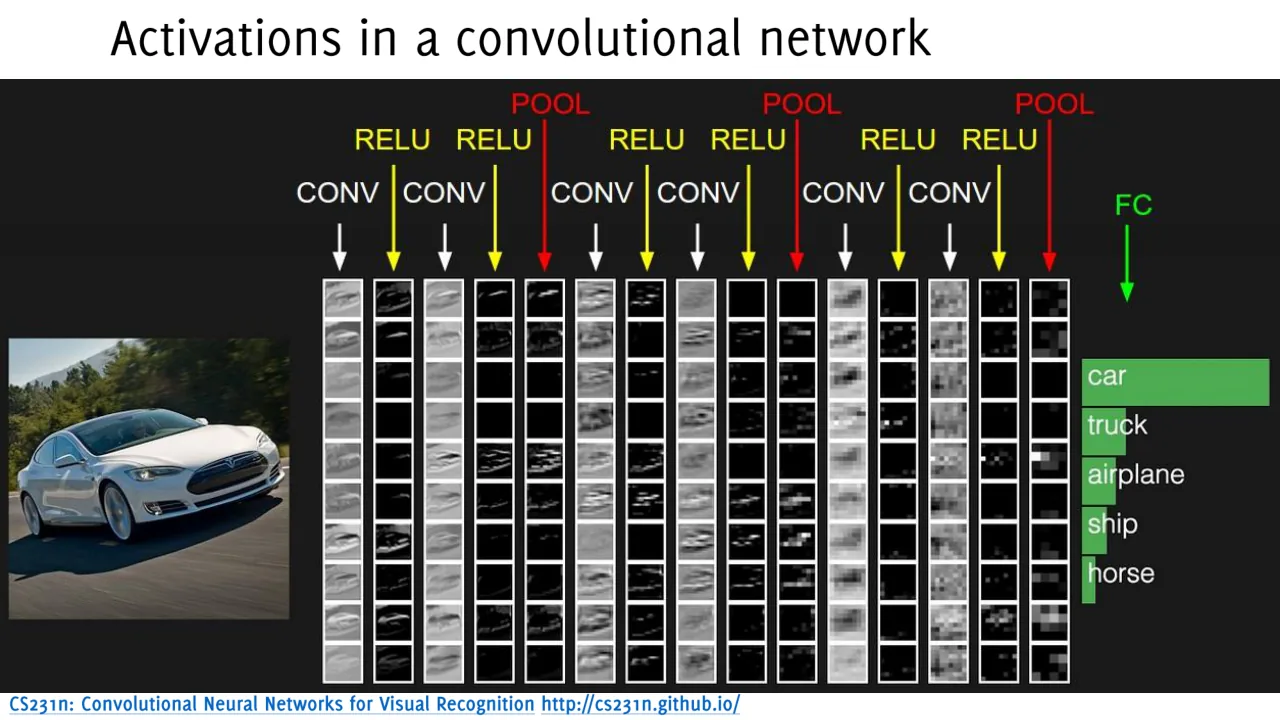 Activations in a convolutional network
POOL POOL POOL
RELU RELU RELU RELU RELU RELU
CONV CONV CONV CONV CONV CONV
FC
car
truck
airplane
ship
horse
CS231n: Convolutional Neural Networks for Visual Recognition http://cs231n.github.io/